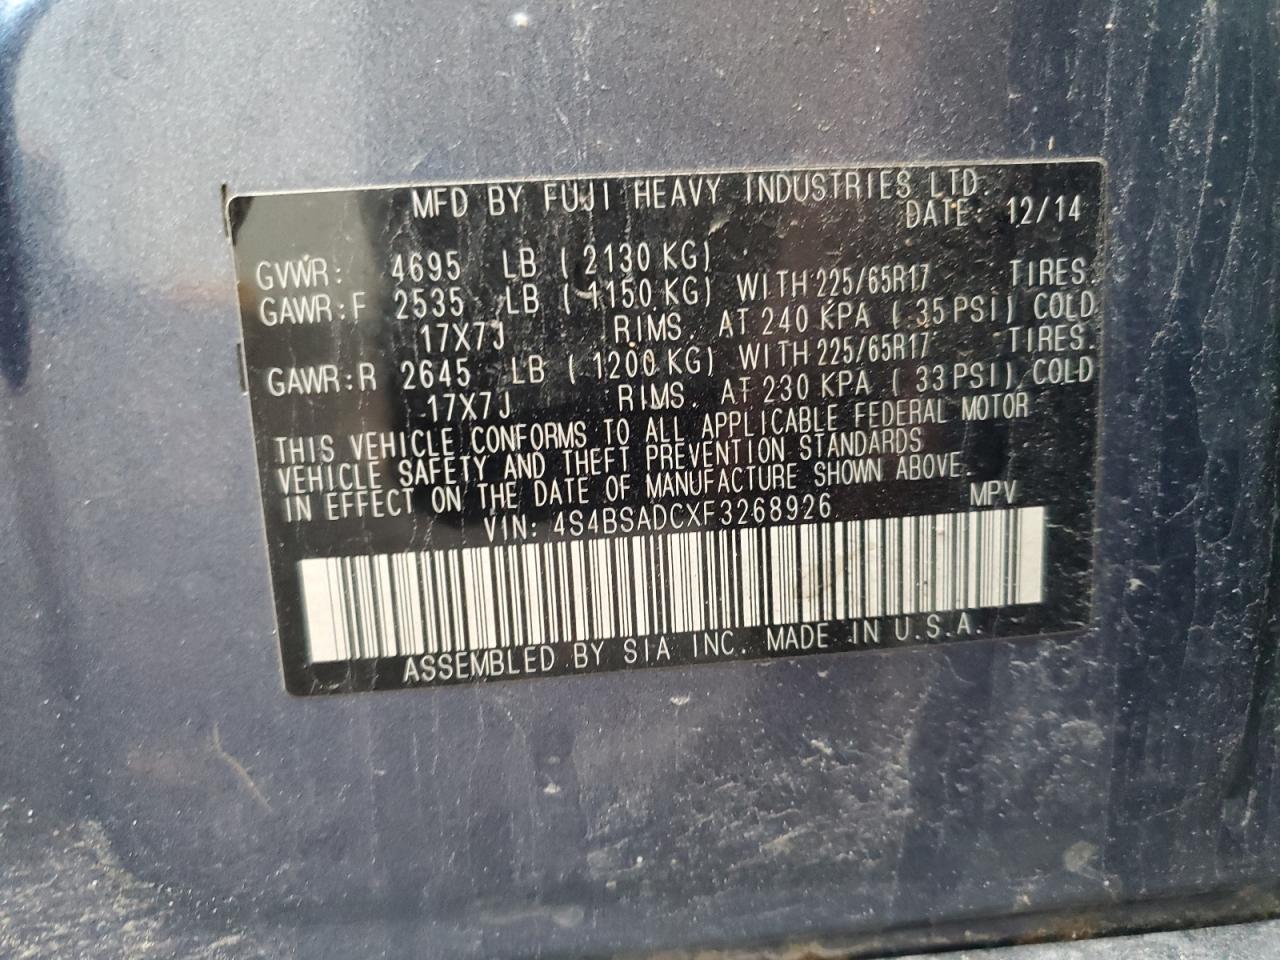 MFD BY FUJI HEAVY INDUSTRIES LTD.
DATE: 12/14
GVWR: 4695 LB ( 2130 KG)
GAWR:F 2535 LB ( 1150 KG) WITH 225/65R17 TIRES.
17X7J RIMS. AT 240 KPA ( 35 PSI) COLD
GAWR:R 2645 LB ( 1200 KG) WITH 225/65R17 TIRES.
17X7J RIMS. AT 230 KPA ( 33 PSI) COLD
THIS VEHICLE CONFORMS TO ALL APPLICABLE FEDERAL MOTOR
VEHICLE SAFETY AND THEFT PREVENTION STANDARDS
IN EFFECT ON THE DATE OF MANUFACTURE SHOWN ABOVE.
VIN: 4S4BSADCXF3268926 MPV
ASSEMBLED BY SIA INC. MADE IN U.S.A.